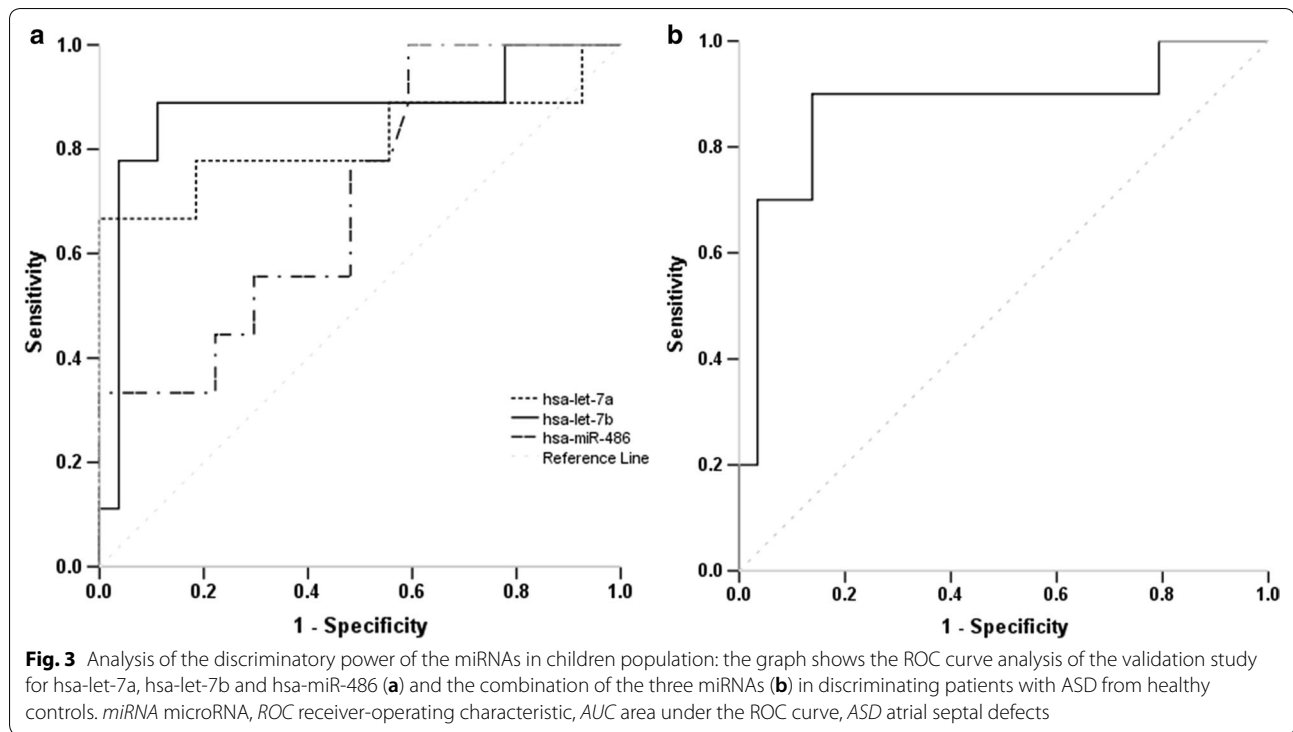 a
1.0
0.8
0.6
0.4
0.2
0.0
Sensitivity
hsa-let-7a
hsa-let-7b
hsa-miR-486
Reference Line
0.0 0.2 0.4 0.6 0.8 1.0
1 - Specificity
b
1.0
0.8
0.6
0.4
0.2
0.0
Sensitivity
0.0 0.2 0.4 0.6 0.8 1.0
1 - Specificity
Fig. 3 Analysis of the discriminatory power of the miRNAs in children population: the graph shows the ROC curve analysis of the validation study
for hsa-let-7a, hsa-let-7b and hsa-miR-486 (a) and the combination of the three miRNAs (b) in discriminating patients with ASD from healthy
controls. miRNA microRNA, ROC receiver-operating characteristic, AUC area under the ROC curve, ASD atrial septal defects